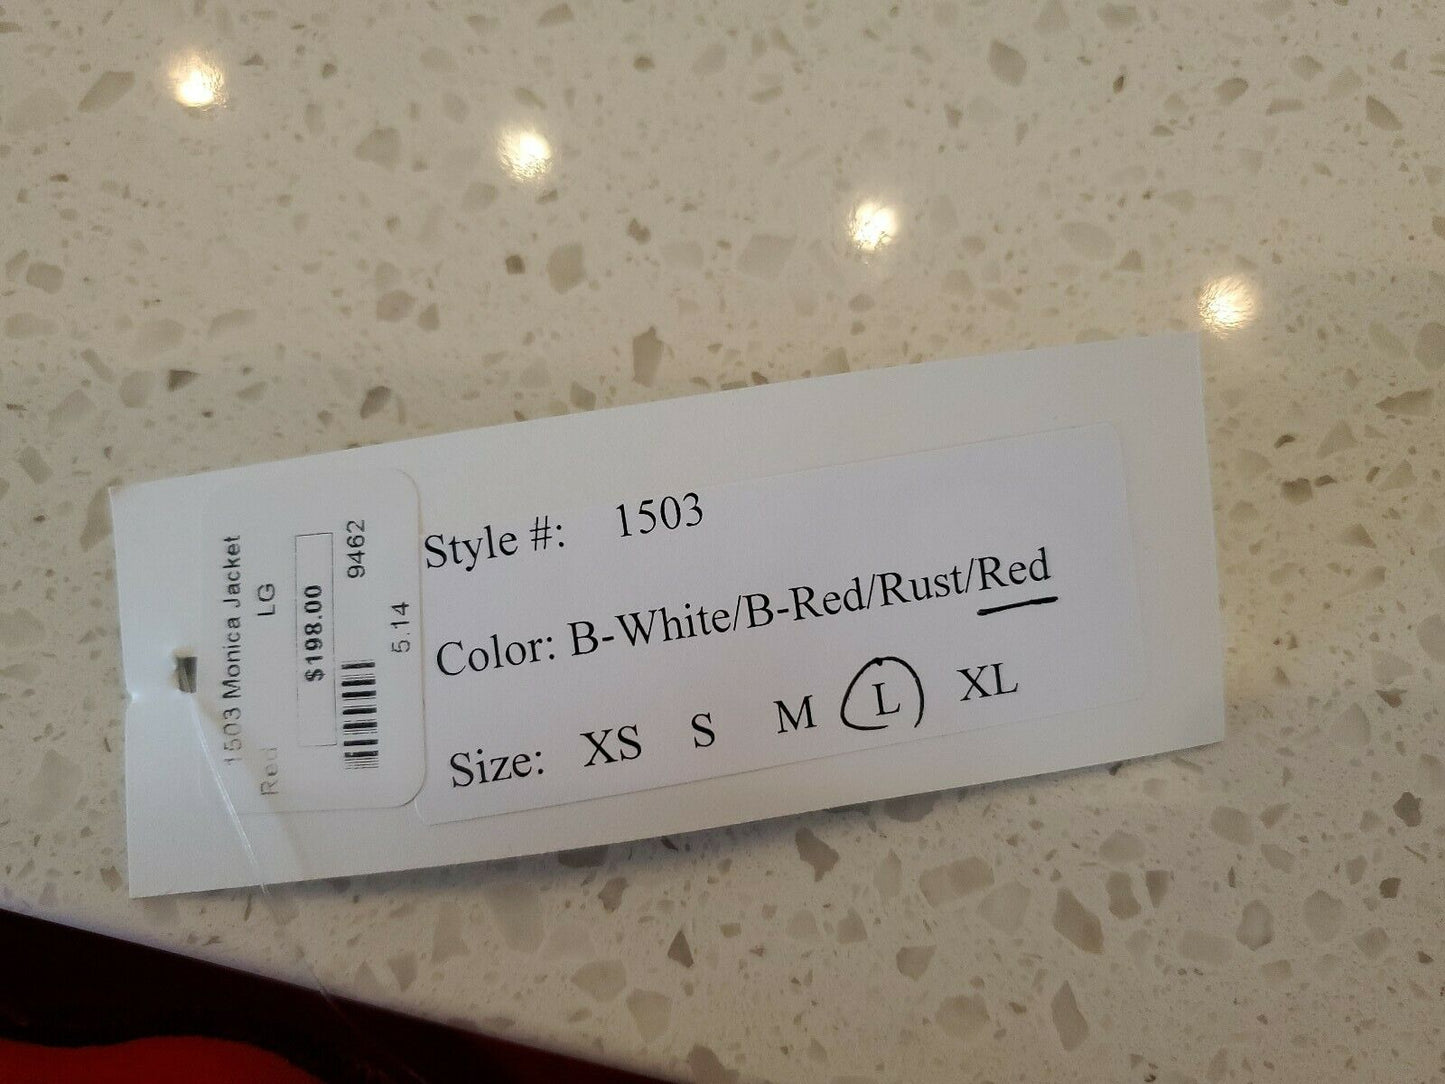 1503 Monica Jacket
Red LG
$198.00
9462
5.14
Style #: 1503
Color: B-White/B-Red/Rust/Red
Size: XS S M L XL